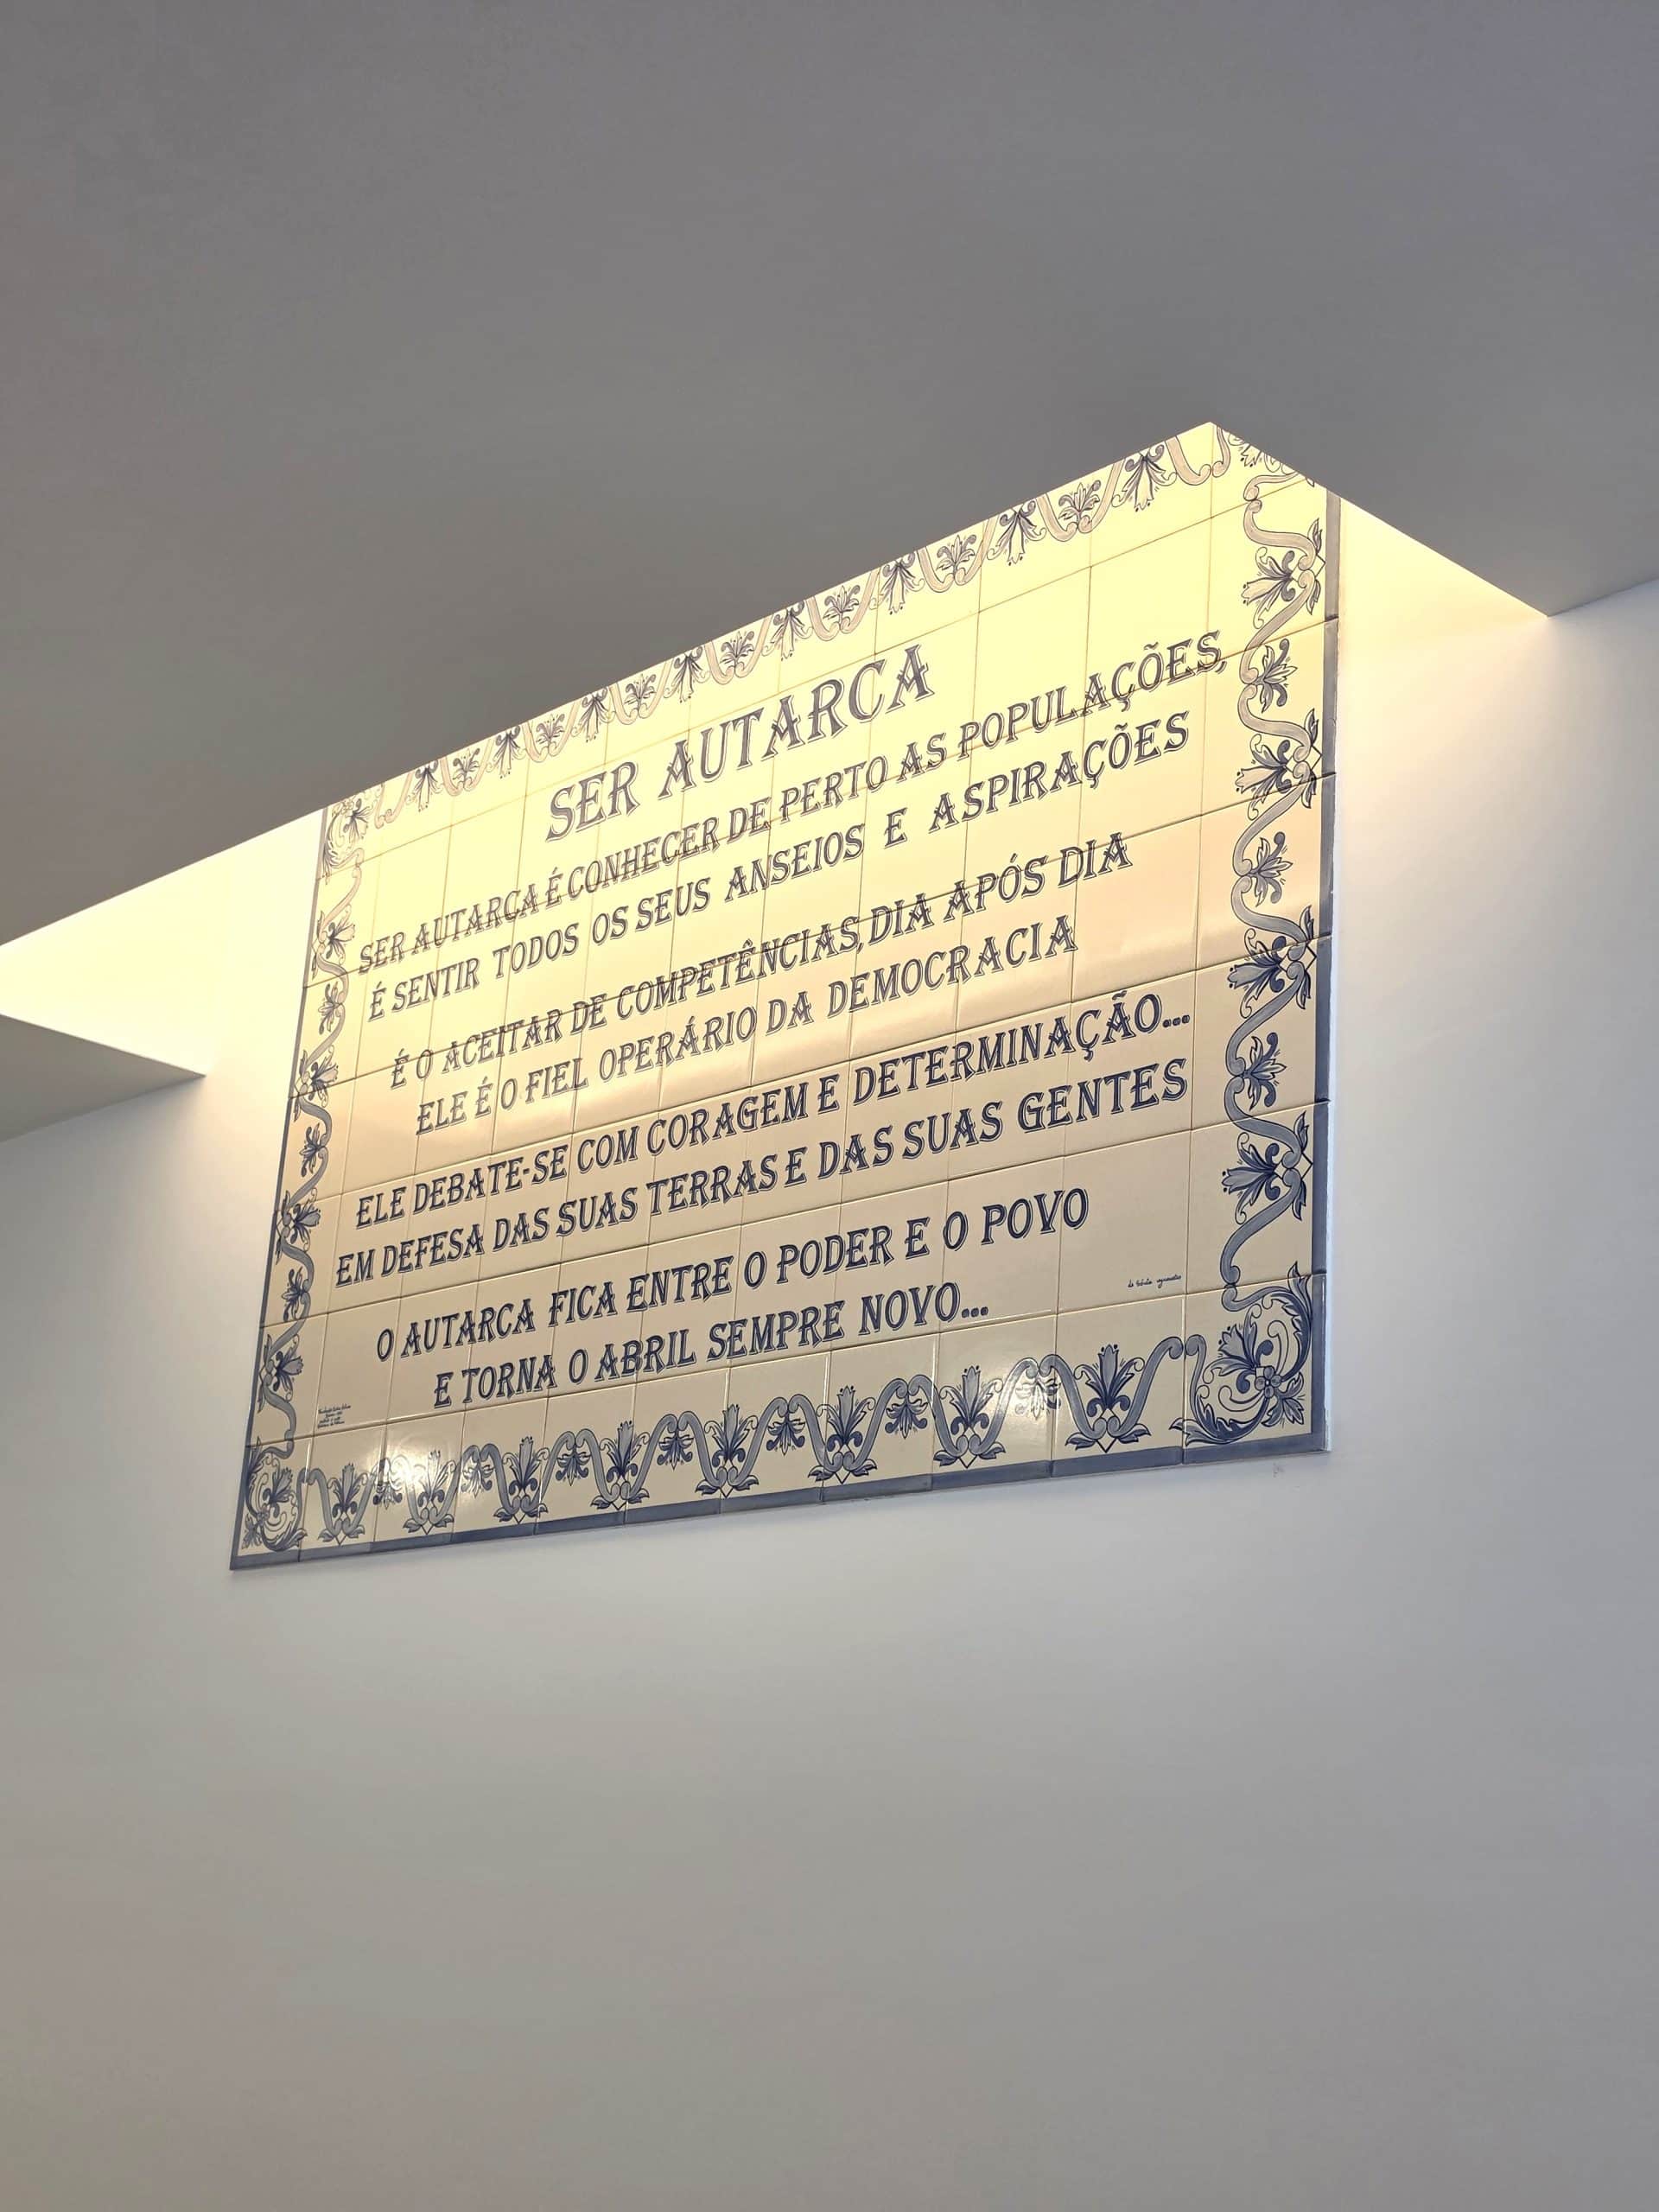 SER AUTARCA
SER AUTARCA É CONHECER DE PERTO AS POPULAÇÕES,
É SENTIR TODOS OS SEUS ANSEIOS E ASPIRAÇÕES
É O ACEITAR DE COMPETÊNCIAS, DIA APÓS DIA
ELE É O FIEL OPERÁRIO DA DEMOCRACIA
ELE DEBATE-SE COM CORAGEM E DETERMINAÇÃO...
EM DEFESA DAS SUAS TERRAS E DAS SUAS GENTES
O AUTARCA FICA ENTRE O PODER E O POVO
E TORNA O ABRIL SEMPRE NOVO...